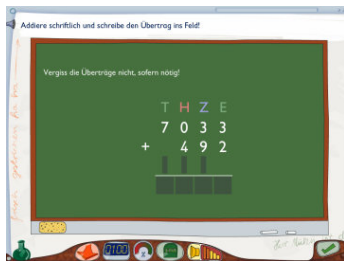 Addiere schriftlich und schreibe den Übertrag ins Feld!
Vergiss die Überträge nicht, sofern nötig!
T H Z E
7 0 3 3
+ 4 9 2